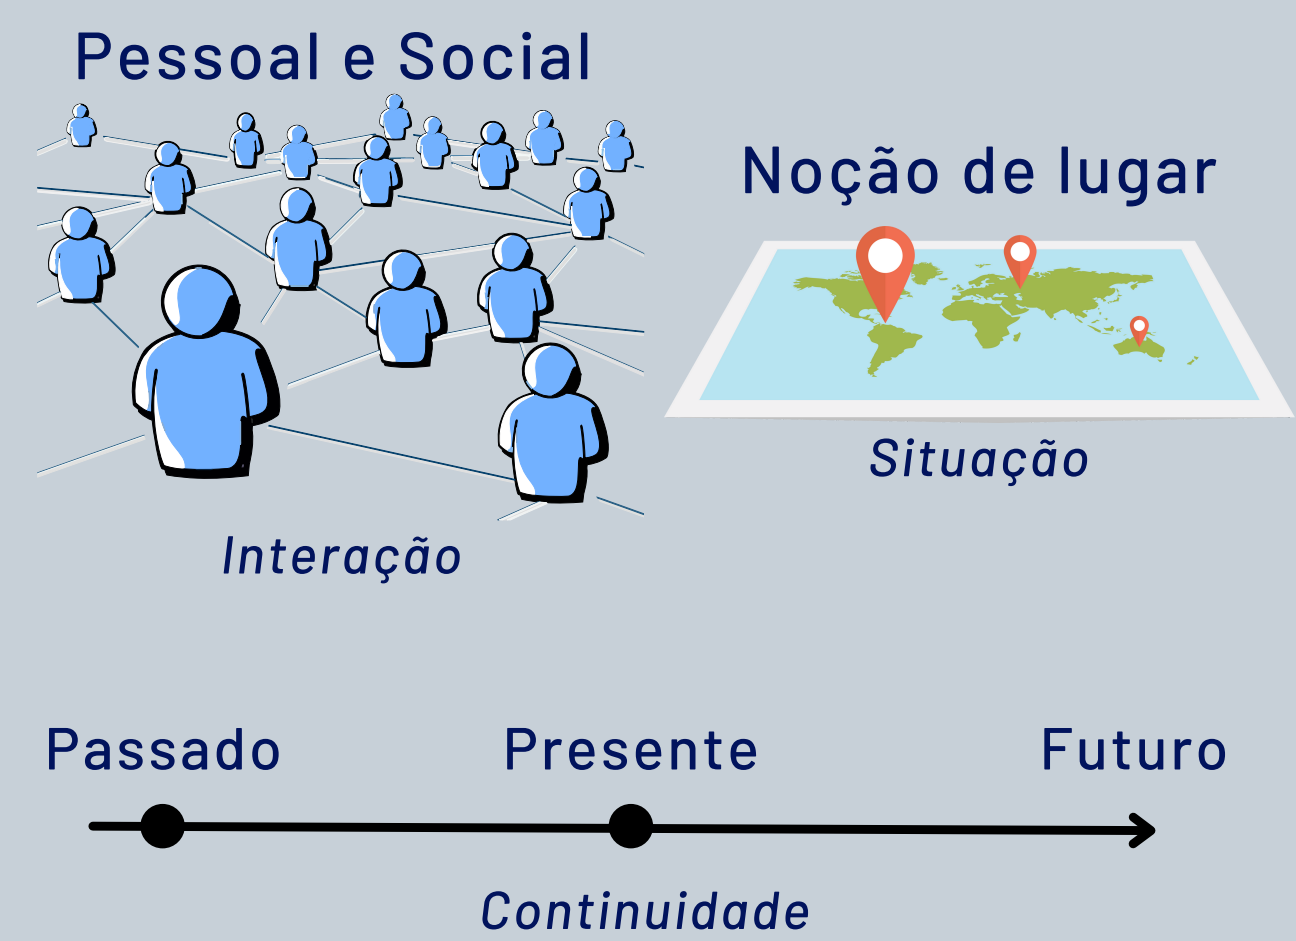 Pessoal e Social
Noção de lugar
Situação
Interação
Passado
Presente
Futuro
Continuidade